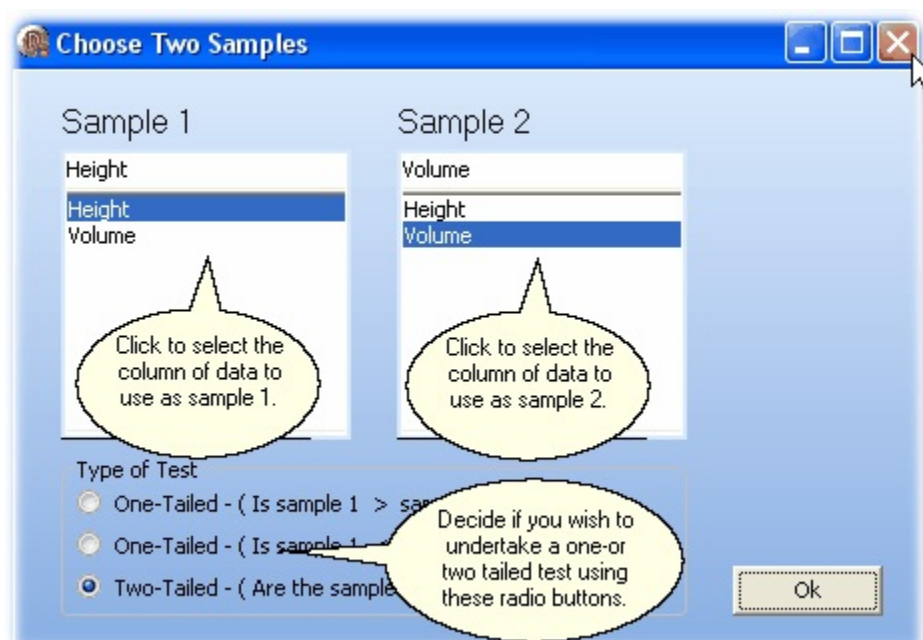 Choose Two Samples
Sample 1
Sample 2
Height
Volume
Height
Volume
Height
Volume
Click to select the
column of data to
use as sample 1.
Click to select the
column of data to
use as sample 2.
Type of Test
One-Tailed - ( Is sample 1 >
One-Tailed - ( Is sample 1
Two-Tailed - ( Are the
Decide if you wish to
undertake a one-or
two tailed test using
these radio buttons.
Ok